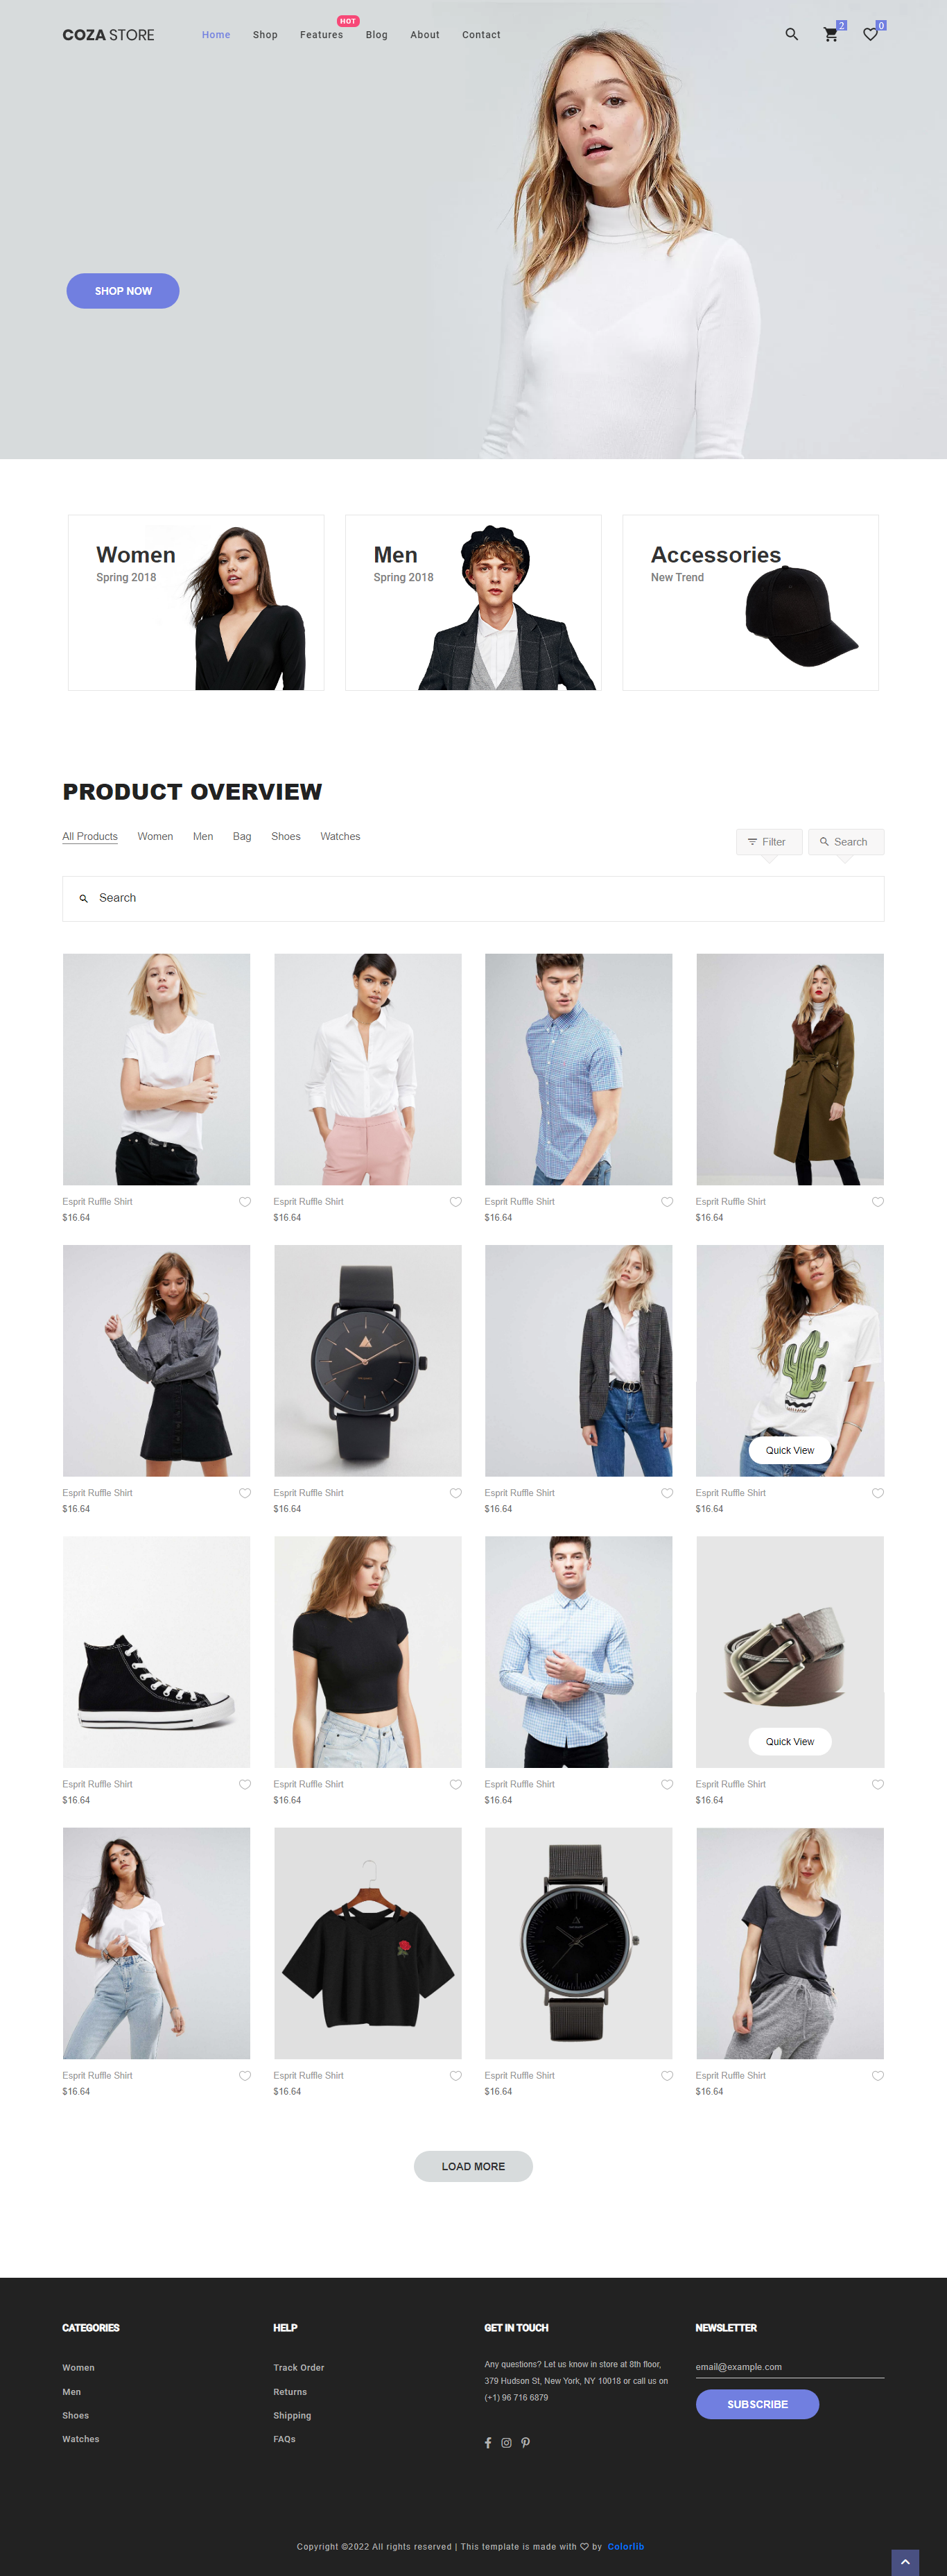 COZA STORE
Home Shop Features HOT Blog About Contact
2 0
SHOP NOW
Women
Spring 2018
Men
Spring 2018
Accessories
New Trend
PRODUCT OVERVIEW
All Products Women Men Bag Shoes Watches
Filter Search
Search
Esprit Ruffle Shirt Esprit Ruffle Shirt Esprit Ruffle Shirt Esprit Ruffle Shirt
$16.64 $16.64 $16.64 $16.64
Quick View
Esprit Ruffle Shirt Esprit Ruffle Shirt Esprit Ruffle Shirt Esprit Ruffle Shirt
$16.64 $16.64 $16.64 $16.64
Quick View
Esprit Ruffle Shirt Esprit Ruffle Shirt Esprit Ruffle Shirt Esprit Ruffle Shirt
$16.64 $16.64 $16.64 $16.64
Esprit Ruffle Shirt Esprit Ruffle Shirt Esprit Ruffle Shirt Esprit Ruffle Shirt
$16.64 $16.64 $16.64 $16.64
LOAD MORE
CATEGORIES
Women
Men
Shoes
Watches
HELP
Track Order
Returns
Shipping
FAQs
GET IN TOUCH
Any questions? Let us know in store at 8th floor,
379 Hudson St, New York, NY 10018 or call us on
(+1) 96 716 6879
NEWSLETTER
email@example.com
SUBSCRIBE
Copyright ©2022 All rights reserved | This template is made with ♡ by Colorlib